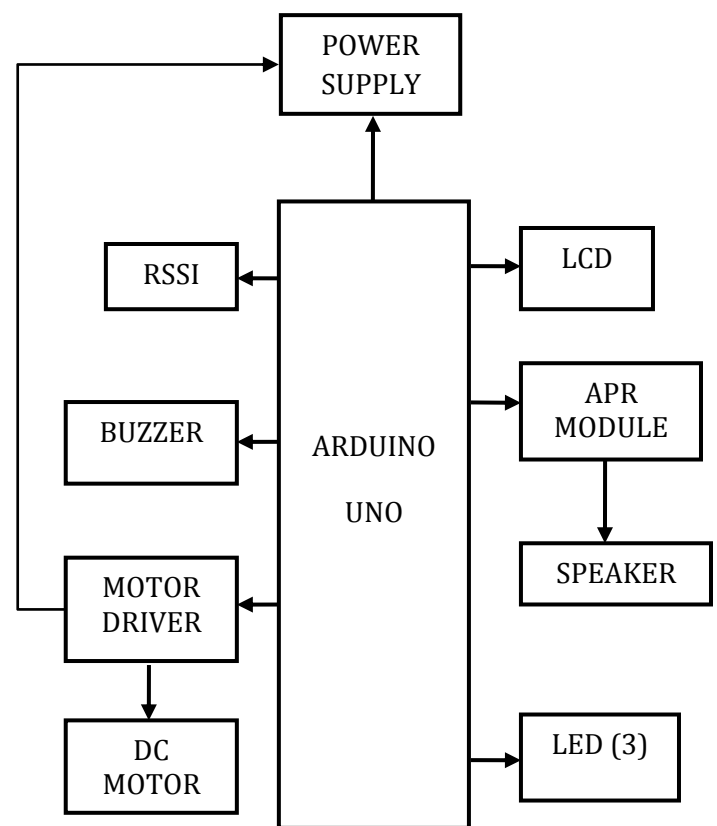 POWER
SUPPLY
RSSI
LCD
BUZZER
ARDUINO
UNO
APR
MODULE
MOTOR
DRIVER
SPEAKER
DC
MOTOR
LED (3)